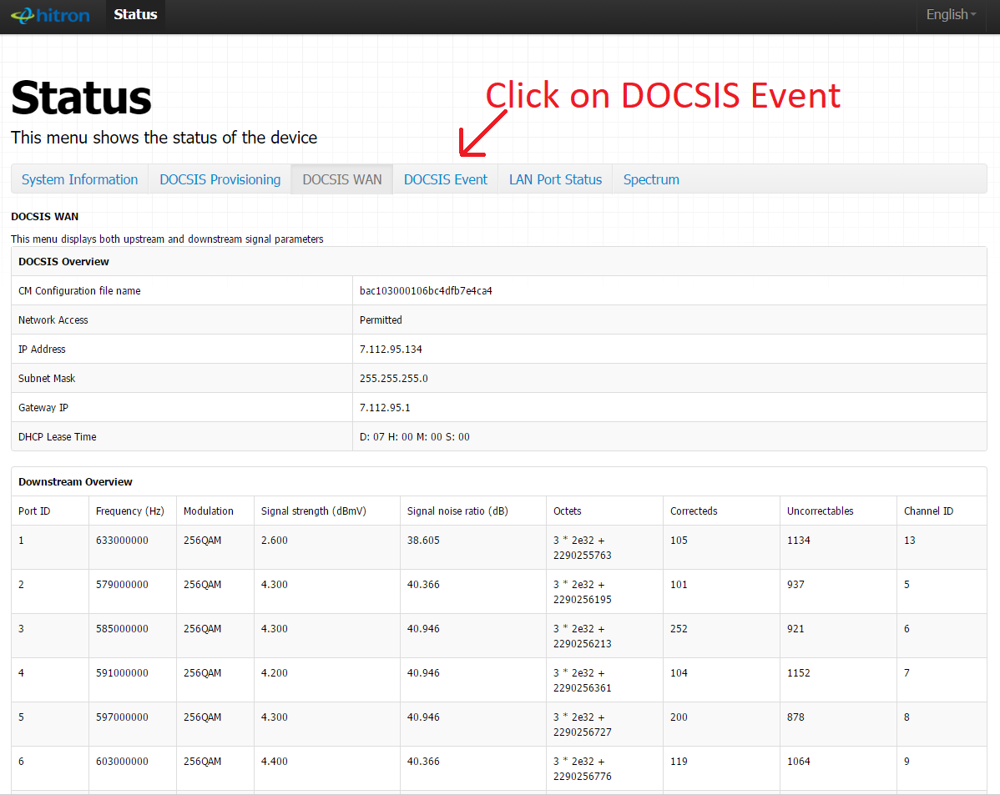 hitron Status English
Click on DOCSIS Event
Status
This menu shows the status of the device
System Information DOCSIS Provisioning DOCSIS WAN DOCSIS Event LAN Port Status Spectrum
DOCSIS WAN
This menu displays both upstream and downstream signal parameters
DOCSIS Overview
CM Configuration file name bac103000106bc4dfb7e4ca4
Network Access Permitted
IP Address 7.112.95.134
Subnet Mask 255.255.255.0
Gateway IP 7.112.95.1
DHCP Lease Time D: 07 H: 00 M: 00 S: 00
Downstream Overview
Port ID Frequency (Hz) Modulation Signal strength (dBmV) Signal noise ratio (dB) Octets Correcteds Uncorrectables Channel ID
1 633000000 256QAM 2.600 38.605 3 * 2e32 + 105 1134 13
2290255763
2 579000000 256QAM 4.300 40.366 3 * 2e32 + 101 937 5
2290256195
3 585000000 256QAM 4.300 40.946 3 * 2e32 + 252 921 6
2290256213
4 591000000 256QAM 4.200 40.946 3 * 2e32 + 104 1152 7
2290256361
5 597000000 256QAM 4.300 40.946 3 * 2e32 + 200 878 8
2290256727
6 603000000 256QAM 4.400 40.366 3 * 2e32 + 119 1064 9
2290256776